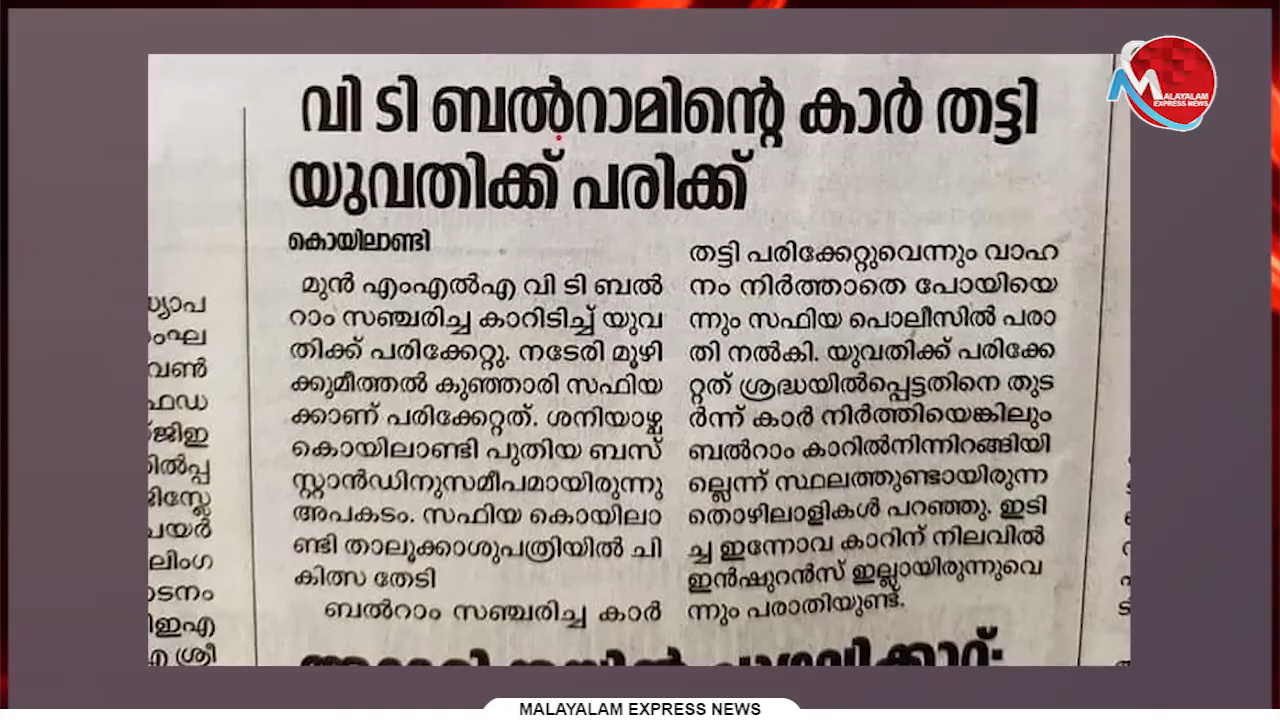 വി ടി ബൽറാമിന്റെ കാർ തട്ടി
യുവതിക്ക് പരിക്ക്
കൊയിലാണ്ടി
മുൻ എംഎൽഎ വി ടി ബൽ
റാം സഞ്ചരിച്ച കാറിടിച്ച് യുവ
തിക്ക് പരിക്കേറ്റു. നടേരി മൂഴി
ക്കുമീത്തൽ കുഞ്ഞാരി സഫിയ
ക്കാണ് പരിക്കേറ്റത്. ശനിയാഴ്ച
കൊയിലാണ്ടി പുതിയ ബസ്
സ്റ്റാൻഡിനുസമീപമായിരുന്നു
അപകടം. സഫിയ കൊയിലാ
ണ്ടി താലൂക്കാശുപത്രിയിൽ ചി
കിത്സ തേടി
ബൽറാം സഞ്ചരിച്ച കാർ
തട്ടി പരിക്കേറ്റുവെന്നും വാഹ
നം നിർത്താതെ പോയിയെ
ന്നും സഫിയ പൊലീസിൽ പരാ
തി നൽകി. യുവതിക്ക് പരിക്കേ
റ്റത് ശ്രദ്ധയിൽപ്പെട്ടതിനെ തുട
ർന്ന് കാർ നിർത്തിയെങ്കിലും
ബൽറാം കാറിൽനിന്നിറങ്ങിയി
ല്ലെന്ന് സ്ഥലത്തുണ്ടായിരുന്ന
തൊഴിലാളികൾ പറഞ്ഞു. ഇടി
ച്ച ഇന്നോവ കാറിന് നിലവിൽ
ഇൻഷുറൻസ് ഇല്ലായിരുന്നുവെ
ന്നും പരാതിയുണ്ട്.
MALAYALAM
EXPRESS NEWS
MALAYALAM EXPRESS NEWS